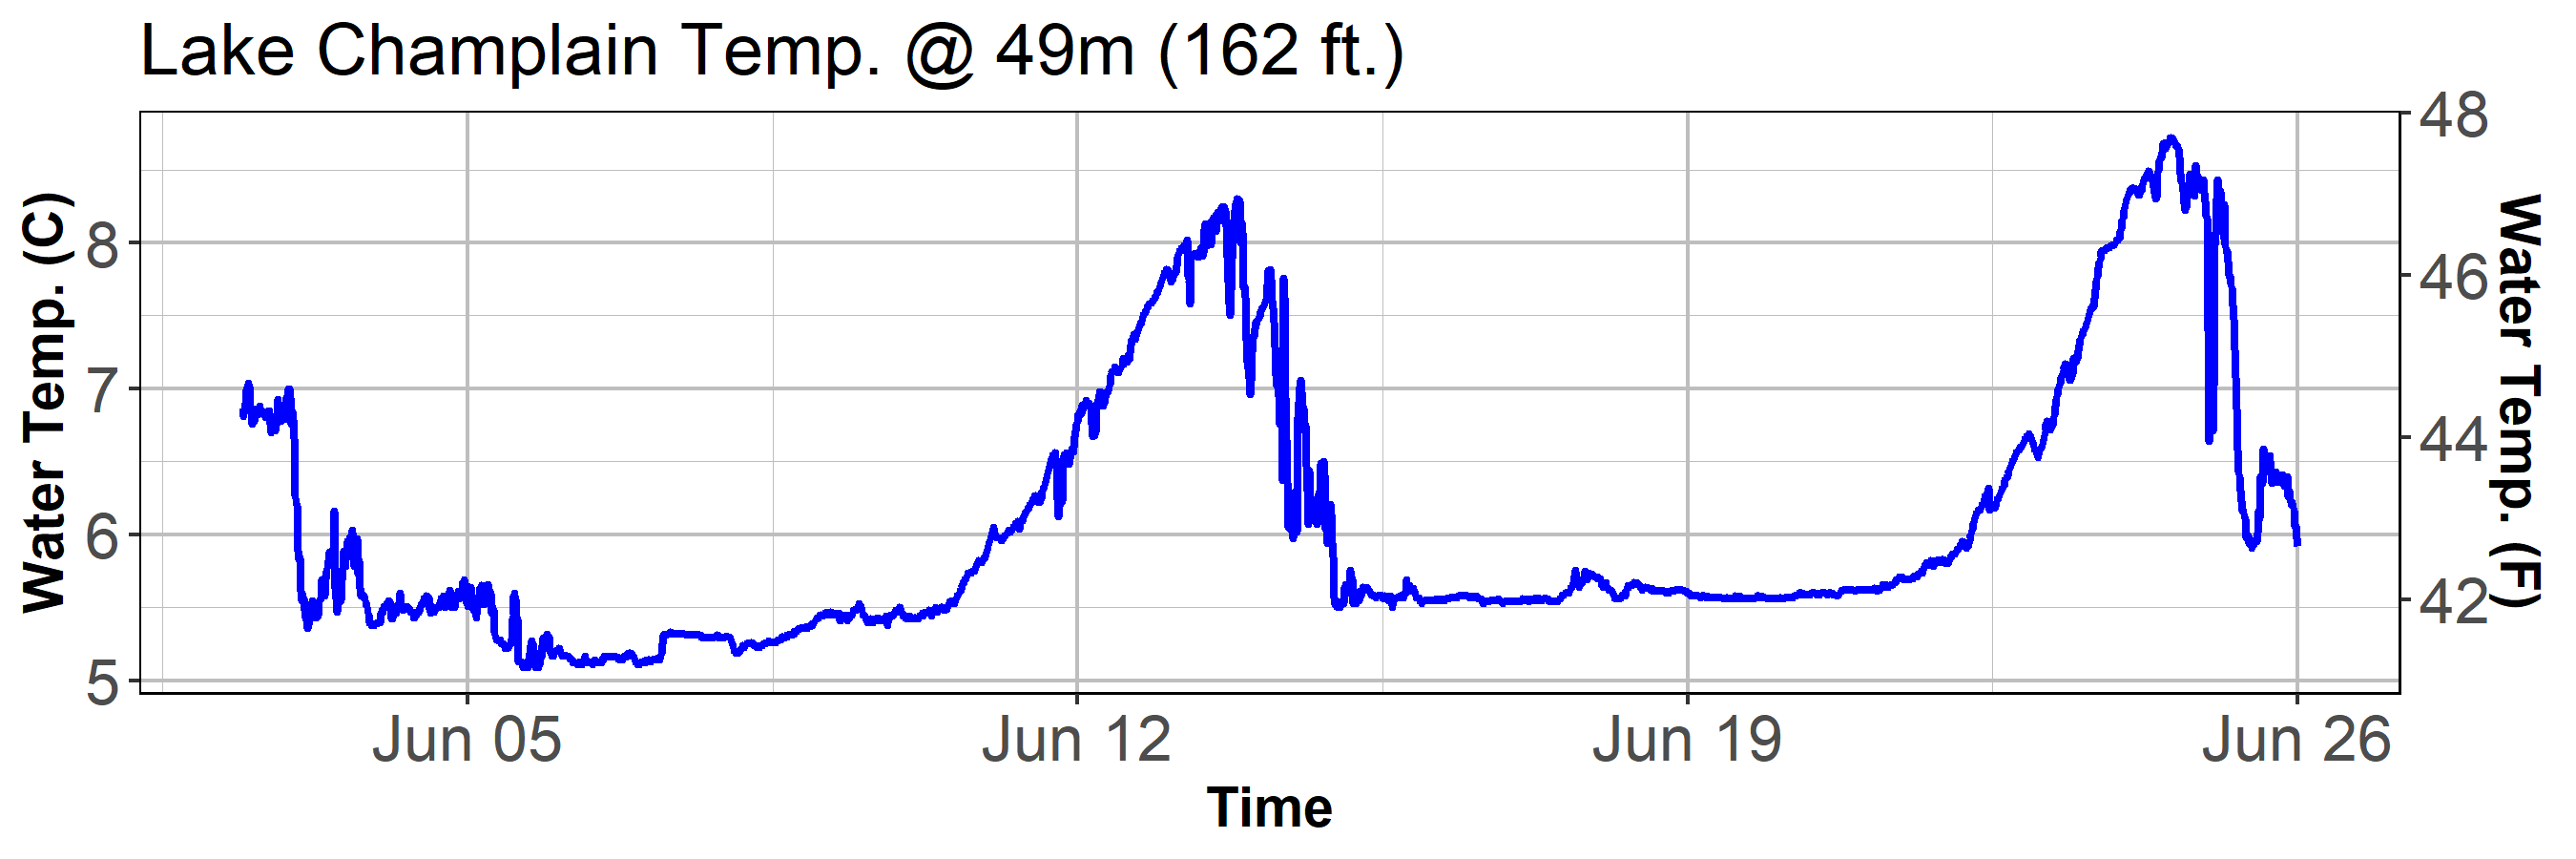 Lake Champlain Temp. @ 49m (162 ft.)
Water Temp. (C)
8
7
6
5
48
46
44
42
Water Temp. (F)
Jun 05 Jun 12 Jun 19 Jun 26
Time